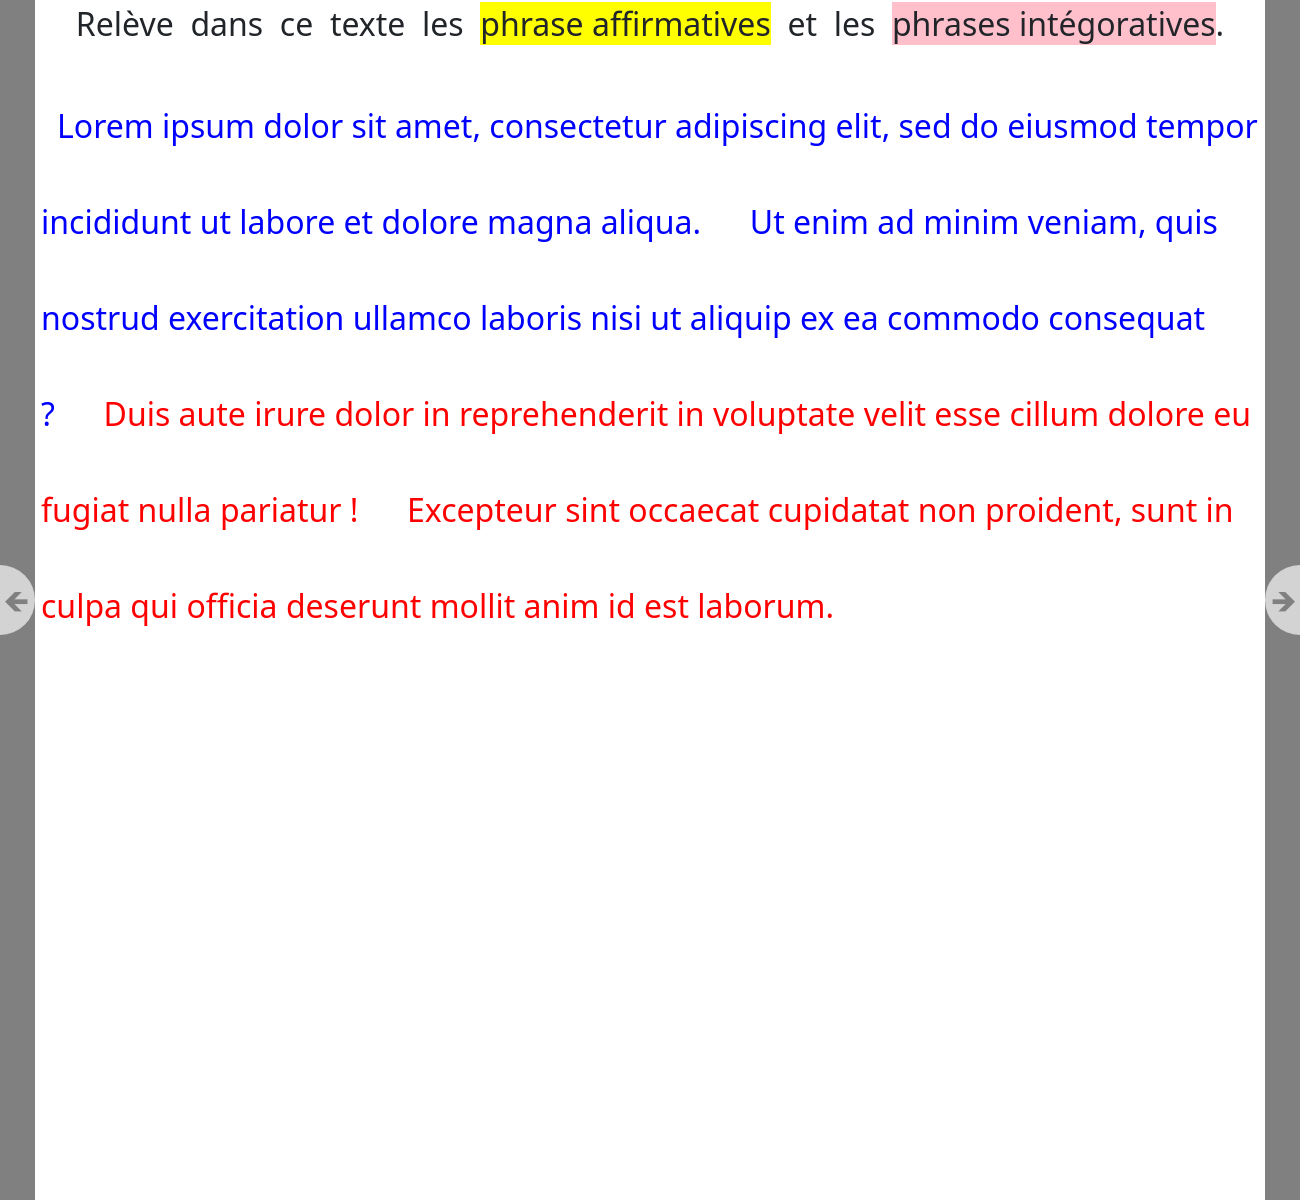 Relève dans ce texte les phrase affirmatives et les phrases intégoratives.
Lorem ipsum dolor sit amet, consectetur adipiscing elit, sed do eiusmod tempor
incididunt ut labore et dolore magna aliqua. Ut enim ad minim veniam, quis
nostrud exercitation ullamco laboris nisi ut aliquip ex ea commodo consequat
? Duis aute irure dolor in reprehenderit in voluptate velit esse cillum dolore eu
fugiat nulla pariatur ! Excepteur sint occaecat cupidatat non proident, sunt in
culpa qui officia deserunt mollit anim id est laborum.